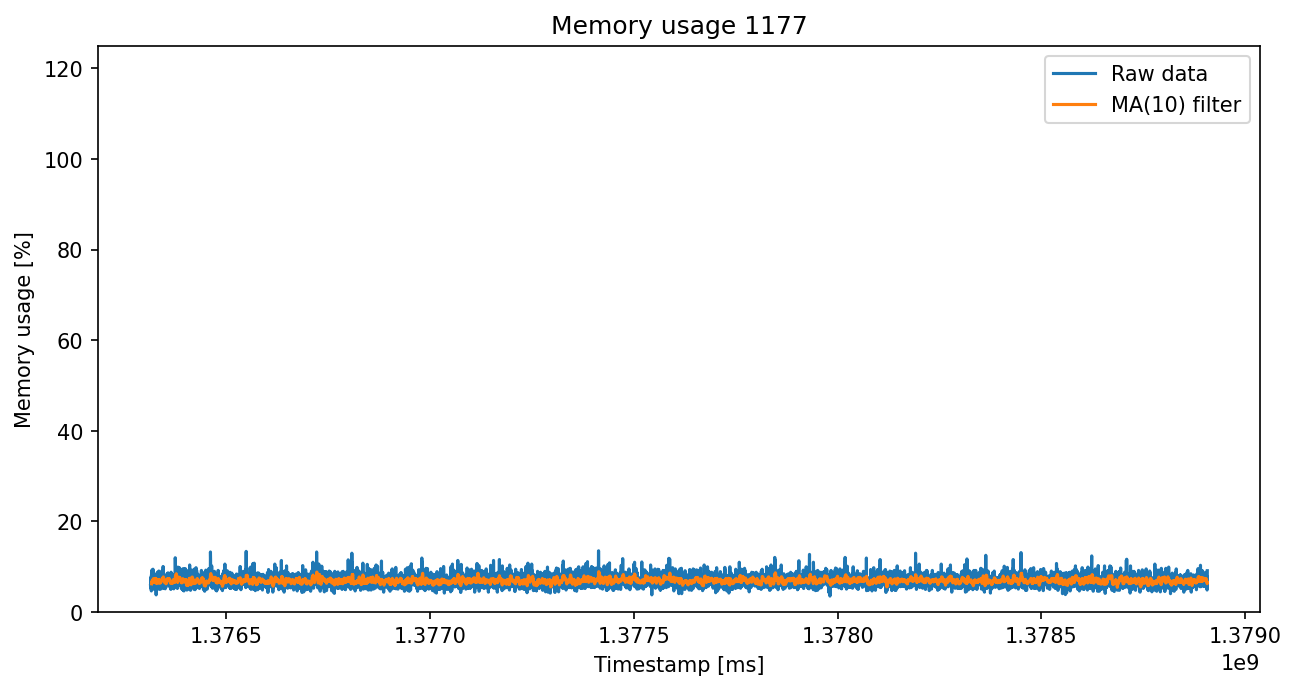 Memory usage 1177
Raw data
MA(10) filter
Memory usage [%]
120
100
80
60
40
20
0
1.3765 1.3770 1.3775 1.3780 1.3785 1.3790
1e9
Timestamp [ms]